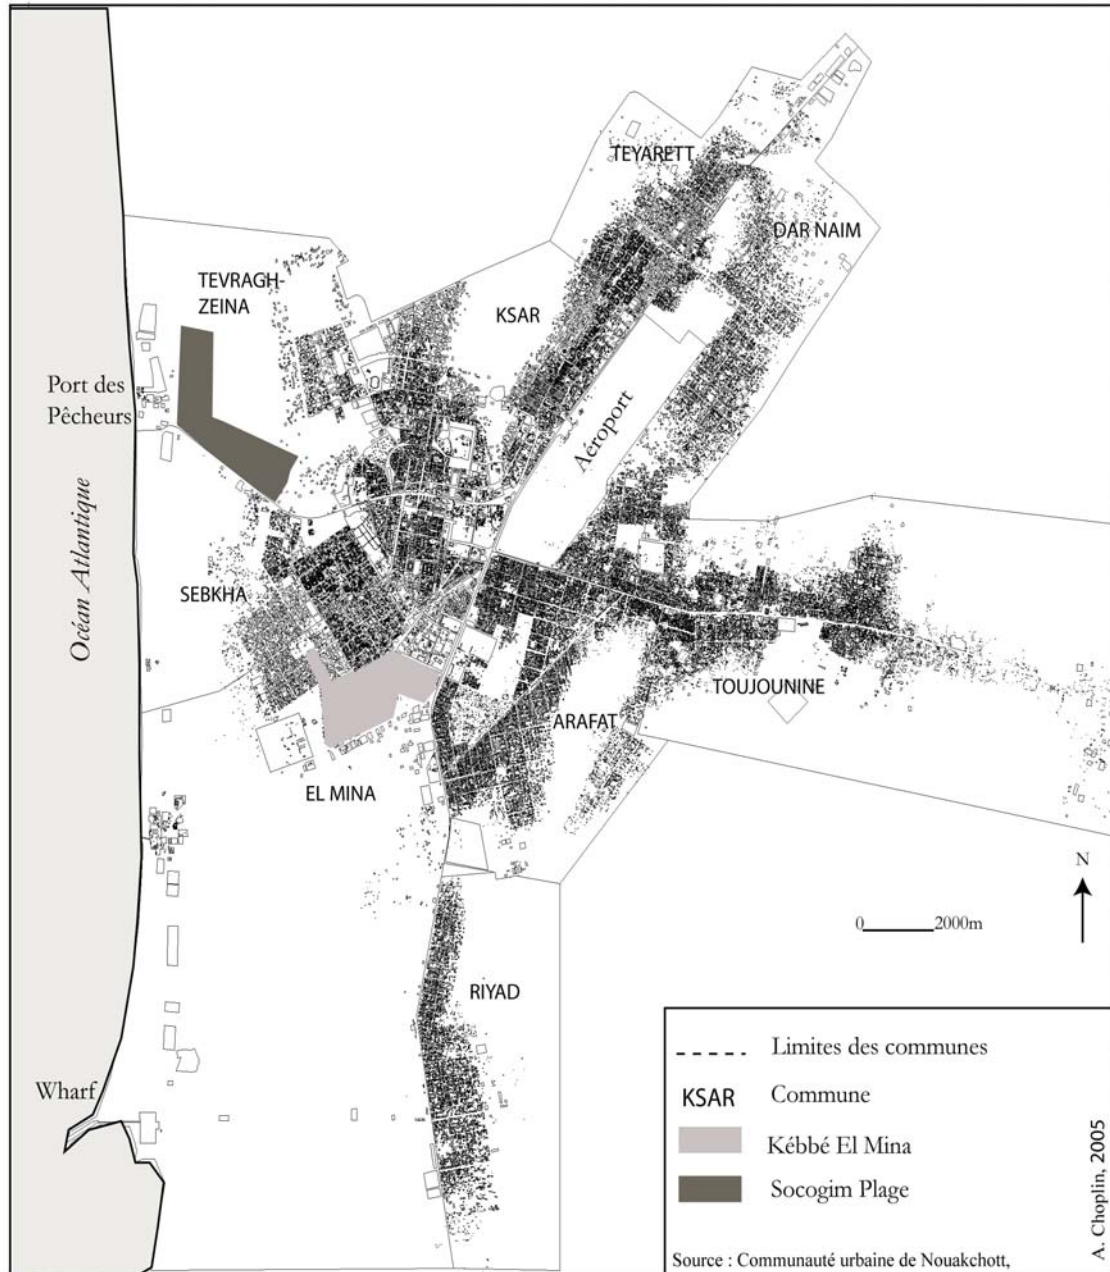 TEYARETT
DAR NAIM
TEVRAGH-
ZEINA
KSAR
Port des
Pêcheurs
Aéroport
Océan Atlantique
SEBKHA
TOUJOUNINE
ARAFAT
EL MINA
N
0 2000m
RIYAD
Wharf
Limites des communes
KSAR Commune
Kébbé El Mina
Socogim Plage
Source : Communauté urbaine de Nouakchott,
A. Choplin, 2005